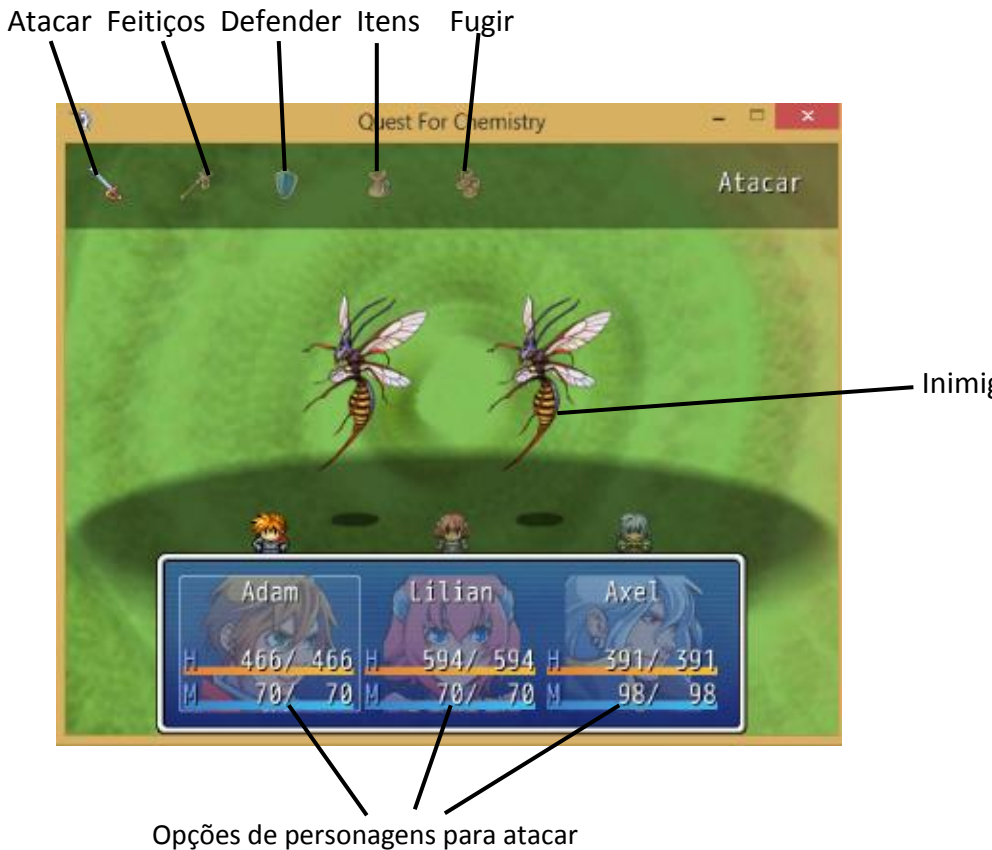 Atacar Feitiços Defender Itens Fugir
Quest For Chemistry
Atacar
Inimig
Adam Lilian Axel
H 466/ 466 H 594/ 594 H 391/ 391
M 70/ 70 M 70/ 70 M 98/ 98
Opções de personagens para atacar